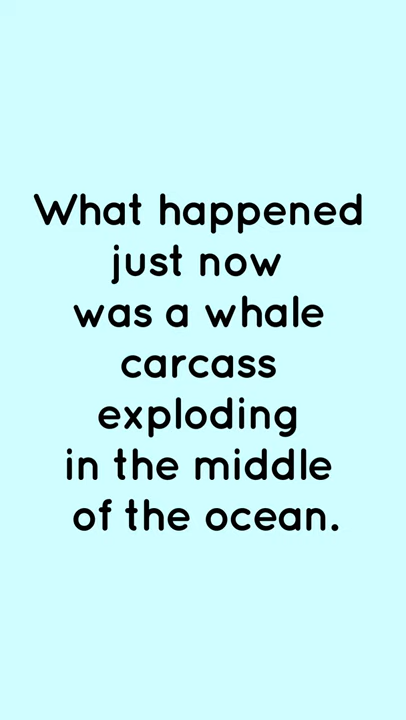 What happened
just now
was a whale
carcass
exploding
in the middle
of the ocean.